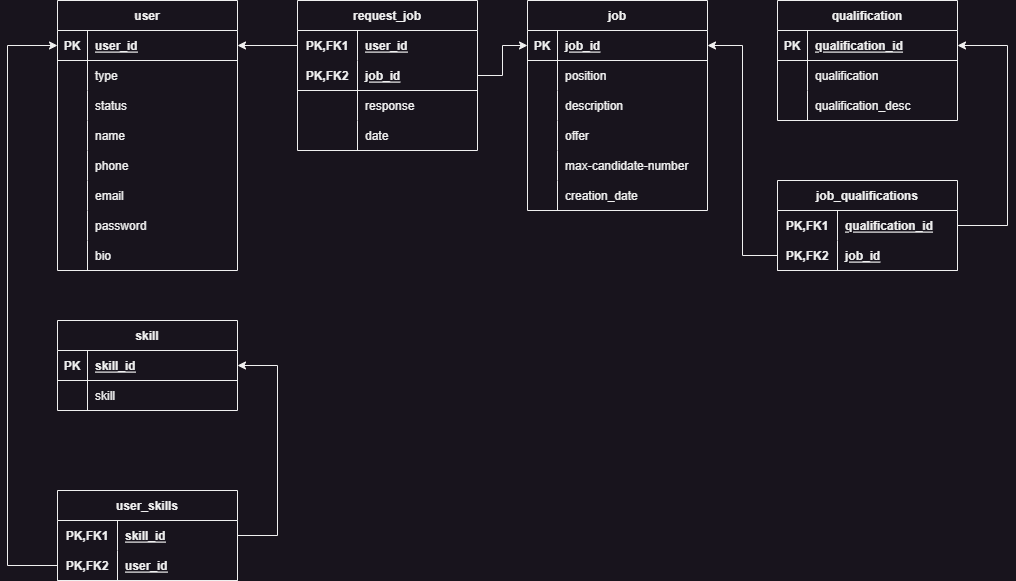 user
PK user_id
type
status
name
phone
email
password
bio
request_job
PK,FK1 user_id
PK,FK2 job_id
response
date
job
PK job_id
position
description
offer
max-candidate-number
creation_date
qualification
PK qualification_id
qualification
qualification_desc
job_qualifications
PK,FK1 qualification_id
PK,FK2 job_id
skill
PK skill_id
skill
user_skills
PK,FK1 skill_id
PK,FK2 user_id